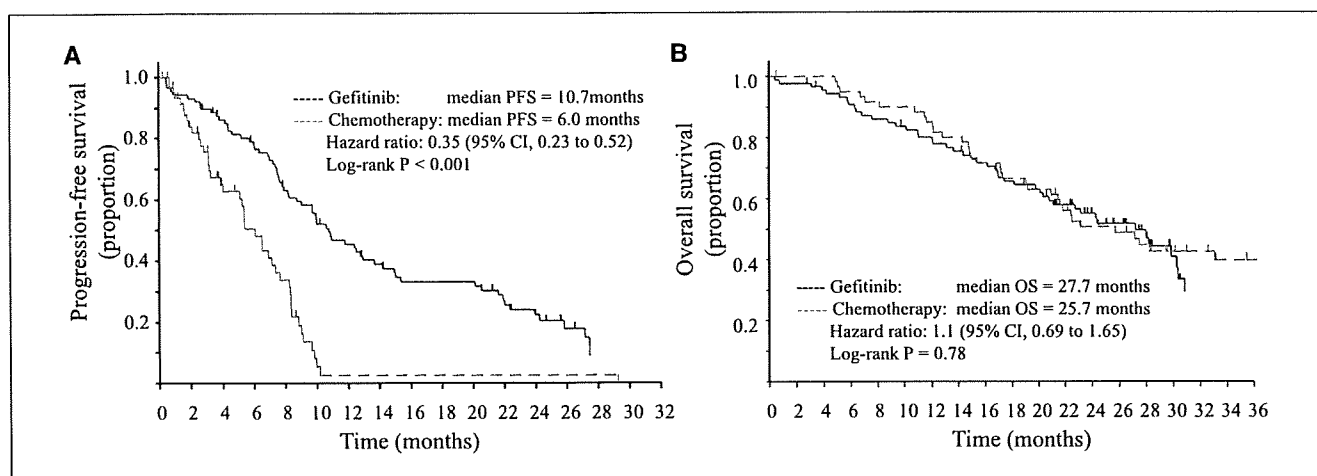 A
Progression-free survival
(proportion)
1.0
0.8
0.6
0.4
0.2
Gefitinib: median PFS = 10.7months
Chemotherapy: median PFS = 6.0 months
Hazard ratio: 0.35 (95% CI, 0.23 to 0.52)
Log-rank P < 0.001
0 2 4 6 8 10 12 14 16 18 20 22 24 26 28 30 32
Time (months)
B
Overall survival
(proportion)
1.0
0.8
0.6
0.4
0.2
Gefitinib: median OS = 27.7 months
Chemotherapy: median OS = 25.7 months
Hazard ratio: 1.1 (95% CI, 0.69 to 1.65)
Log-rank P = 0.78
0 2 4 6 8 10 11 12 14 16 18 20 22 24 26 28 30 32 34 36
Time (months)